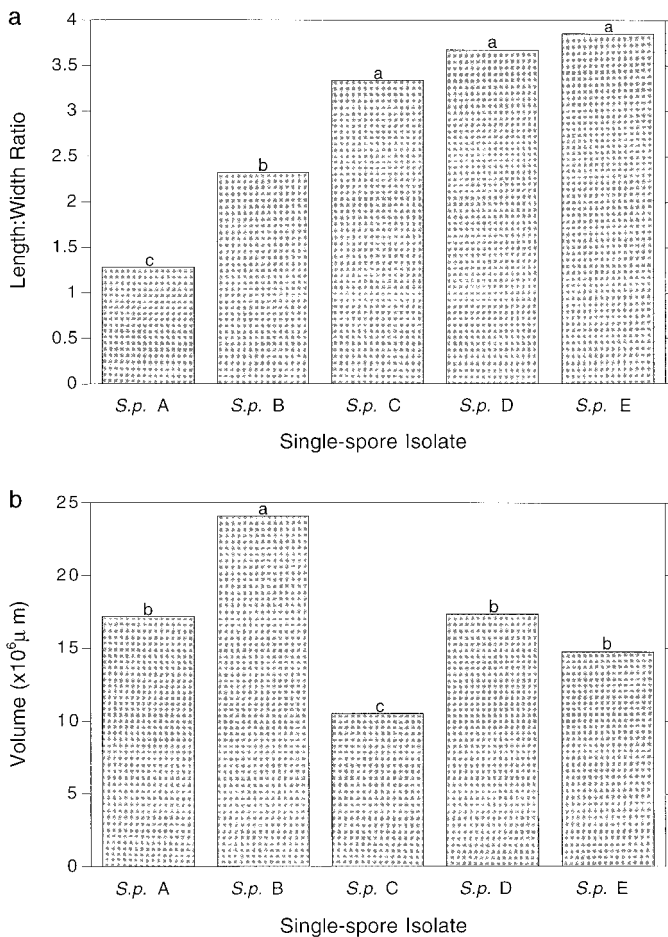 a
Length:Width Ratio
4
3.5
3
2.5
2
1.5
1
0.5
0
c
b
a
a
a
S.p. A S.p. B S.p. C S.p. D S.p. E
Single-spore Isolate
b
Volume (x10⁶μ m)
25
20
15
10
5
0
b
a
c
b
b
S.p. A S.p. B S.p. C S.p. D S.p. E
Single-spore Isolate